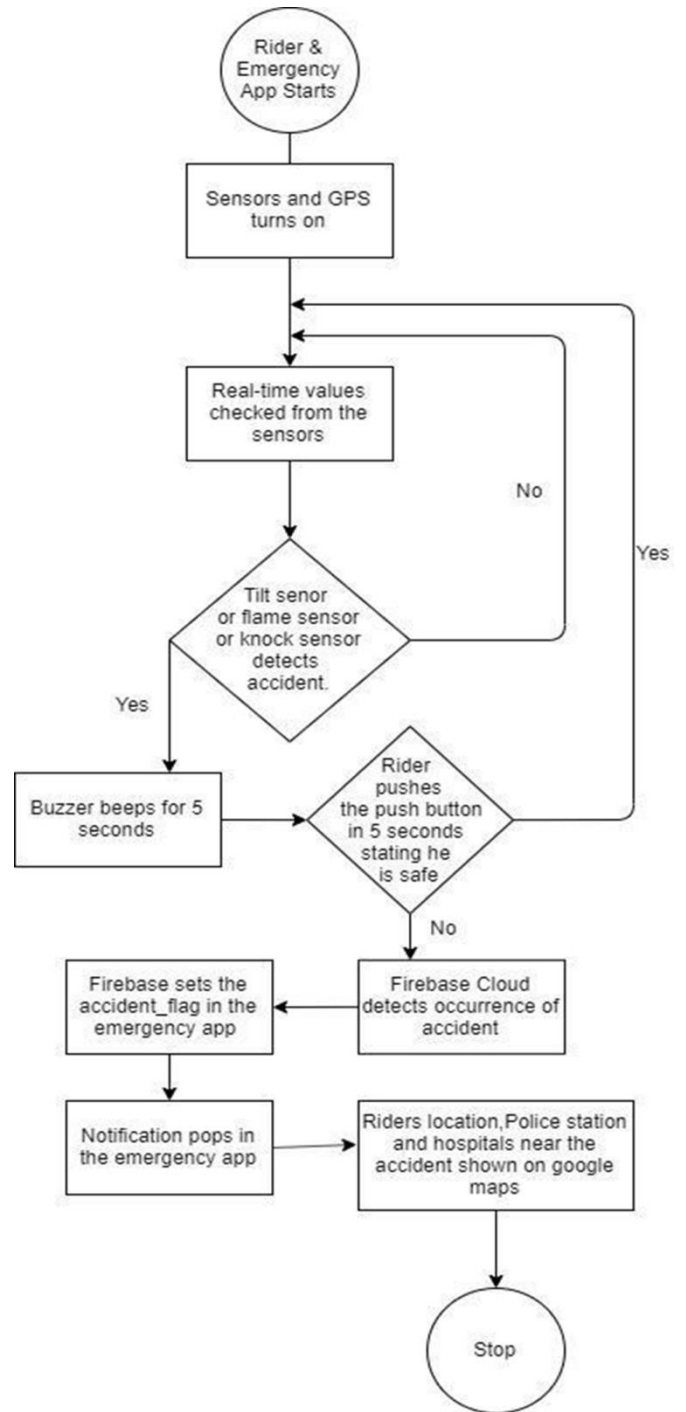 Rider &
Emergency
App Starts
Sensors and GPS
turns on
Real-time values
checked from the
sensors
No
Yes
Tilt senor
or flame sensor
or knock sensor
detects
accident.
Yes
Buzzer beeps for 5
seconds
Rider
pushes
the push button
in 5 seconds
stating he
is safe
No
Firebase Cloud
detects occurrence of
accident
Firebase sets the
accident_flag in the
emergency app
Notification pops in
the emergency app
Riders location,Police station
and hospitals near the
accident shown on google
maps
Stop